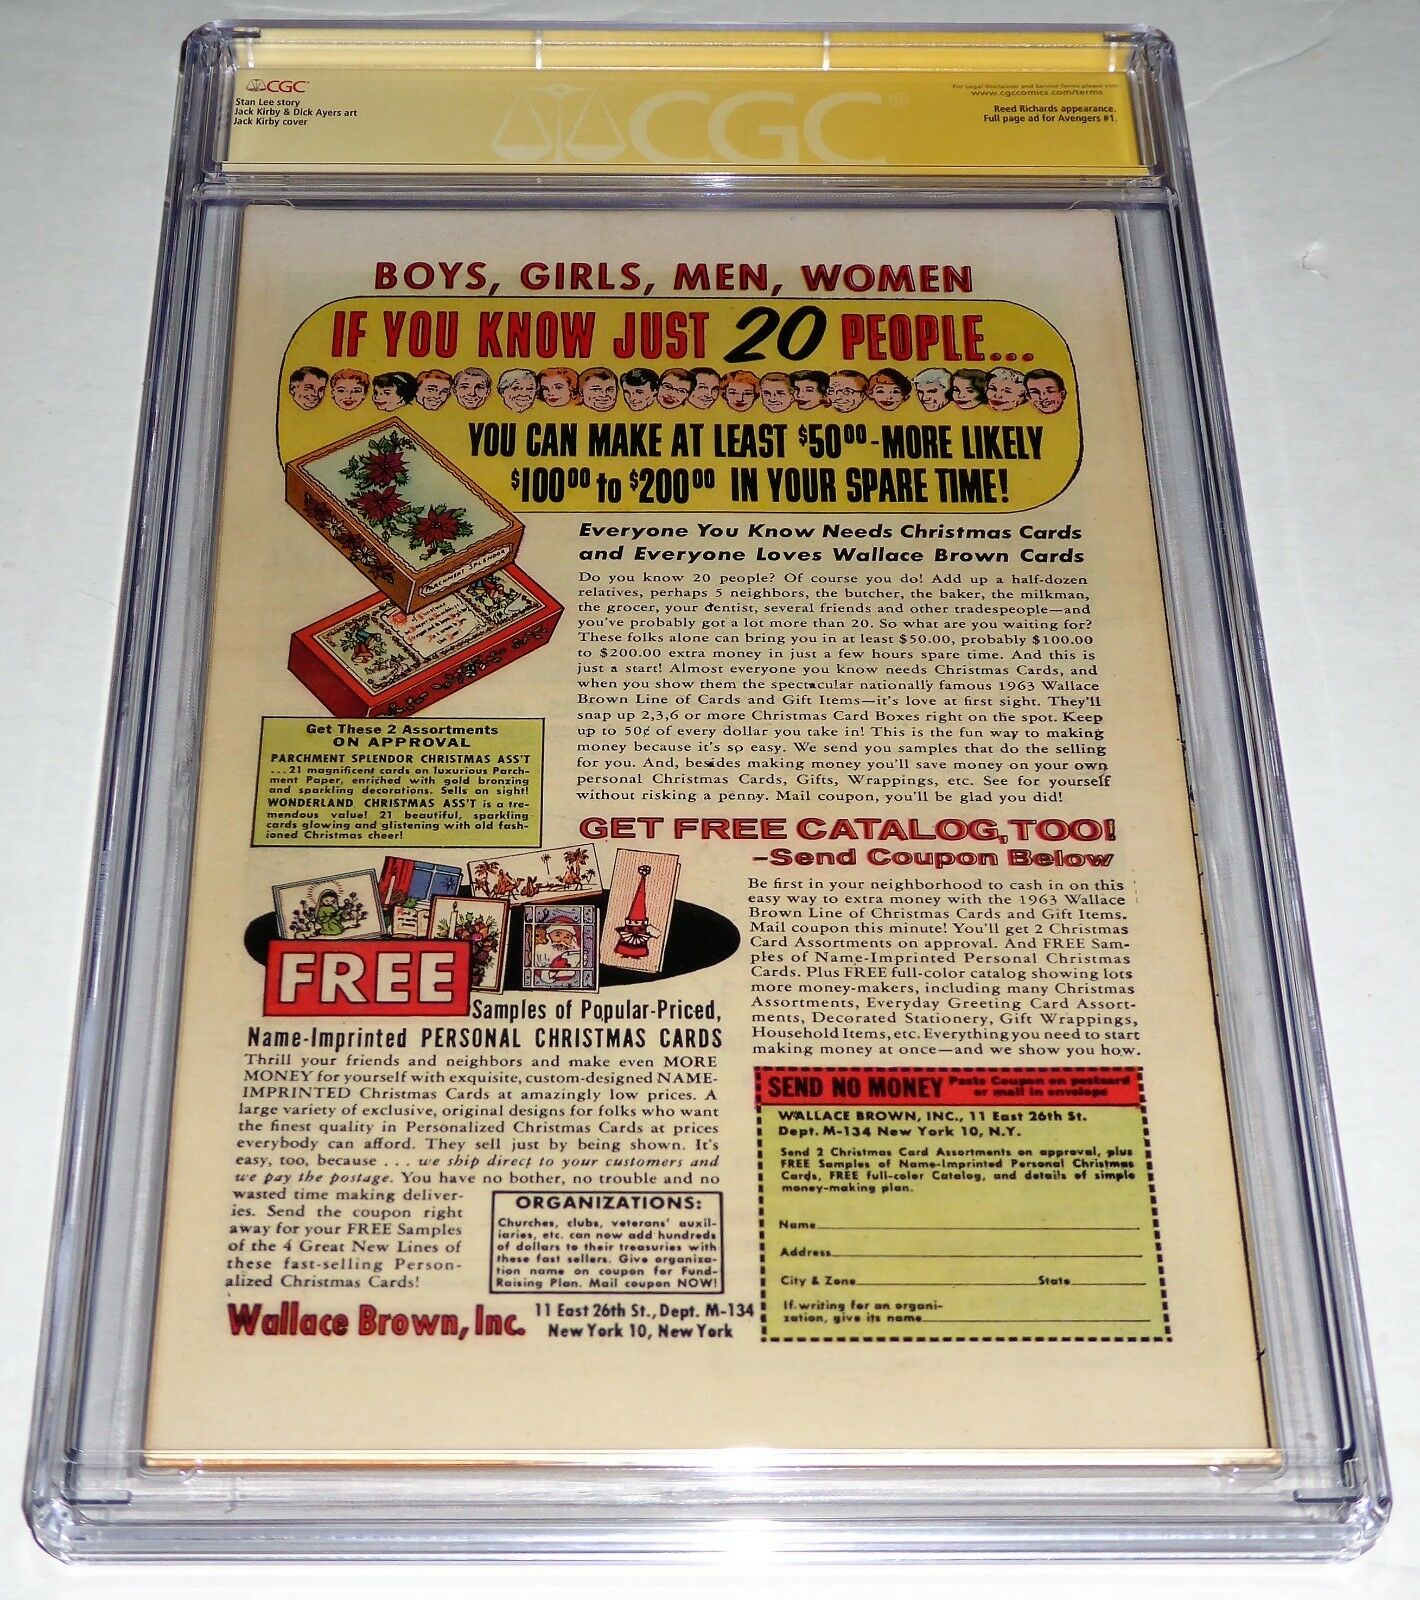 CGC
Stan Lee story
Jack Kirby & Dick Ayers art
Jack Kirby cover
CGC®
For Legal Disclaimer and Service Terms please visit:
www.cgccomics.com/terms
Reed Richards appearance.
Full page ad for Avengers #1.
BOYS, GIRLS, MEN, WOMEN
IF YOU KNOW JUST 20 PEOPLE...
YOU CAN MAKE AT LEAST $50⁰⁰-MORE LIKELY
$100⁰⁰ to $200⁰⁰ IN YOUR SPARE TIME!
PARCHMENT SPLENDOR
Everyone You Know Needs Christmas Cards
and Everyone Loves Wallace Brown Cards
Do you know 20 people? Of course you do! Add up a half-dozen
relatives, perhaps 5 neighbors, the butcher, the baker, the milkman,
the grocer, your dentist, several friends and other tradespeople—and
you've probably got a lot more than 20. So what are you waiting for?
These folks alone can bring you in at least $50.00, probably $100.00
to $200.00 extra money in just a few hours spare time. And this is
just a start! Almost everyone you know needs Christmas Cards, and
when you show them the spectacular nationally famous 1963 Wallace
Brown Line of Cards and Gift Items—it's love at first sight. They'll
snap up 2,3,6 or more Christmas Card Boxes right on the spot. Keep
up to 50¢ of every dollar you take in! This is the fun way to making
money because it's so easy. We send you samples that do the selling
for you. And, besides making money you'll save money on your own
personal Christmas Cards, Gifts, Wrappings, etc. See for yourself
without risking a penny. Mail coupon, you'll be glad you did!
Get These 2 Assortments
ON APPROVAL
PARCHMENT SPLENDOR CHRISTMAS ASS'T
...21 magnificent cards on luxurious Parch-
ment Paper, enriched with gold bronzing
and sparkling decorations. Sells on sight!
WONDERLAND CHRISTMAS ASS'T is a tre-
mendous value! 21 beautiful, sparkling
cards glowing and glistening with old fash-
ioned Christmas cheer!
GET FREE CATALOG, TOO!
—Send Coupon Below
Be first in your neighborhood to cash in on this
easy way to extra money with the 1963 Wallace
Brown Line of Christmas Cards and Gift Items.
Mail coupon this minute! You'll get 2 Christmas
Card Assortments on approval. And FREE Sam-
ples of Name-Imprinted Personal Christmas
Cards. Plus FREE full-color catalog showing lots
more money-makers, including many Christmas
Assortments, Everyday Greeting Card Assort-
ments, Decorated Stationery, Gift Wrappings,
Household Items, etc. Everything you need to start
making money at once—and we show you how.
FREE
Samples of Popular-Priced,
Name-Imprinted PERSONAL CHRISTMAS CARDS
Thrill your friends and neighbors and make even MORE
MONEY for yourself with exquisite, custom-designed NAME-
IMPRINTED Christmas Cards at amazingly low prices. A
large variety of exclusive, original designs for folks who want
the finest quality in Personalized Christmas Cards at prices
everybody can afford. They sell just by being shown. It's
easy, too, because ... we ship direct to your customers and
we pay the postage. You have no bother, no trouble and no
wasted time making deliver-
ies. Send the coupon right
away for your FREE Samples
of the 4 Great New Lines of
these fast-selling Person-
alized Christmas Cards!
ORGANIZATIONS:
Churches, clubs, veterans' auxil-
iaries, etc. can now add hundreds
of dollars to their treasuries with
these fast sellers. Give organiza-
tion name on coupon for Fund-
Raising Plan. Mail coupon NOW!
Wallace Brown, Inc.
11 East 26th St., Dept. M-134
New York 10, New York
SEND NO MONEY Paste Coupon on postcard
or mail in envelope
WALLACE BROWN, INC., 11 East 26th St.
Dept. M-134 New York 10, N.Y.
Send 2 Christmas Card Assortments on approval, plus
FREE Samples of Name-Imprinted Personal Christmas
Cards, FREE full-color Catalog, and details of simple
money-making plan.
Name
Address
City & Zone State
If writing for an organi-
zation, give its name